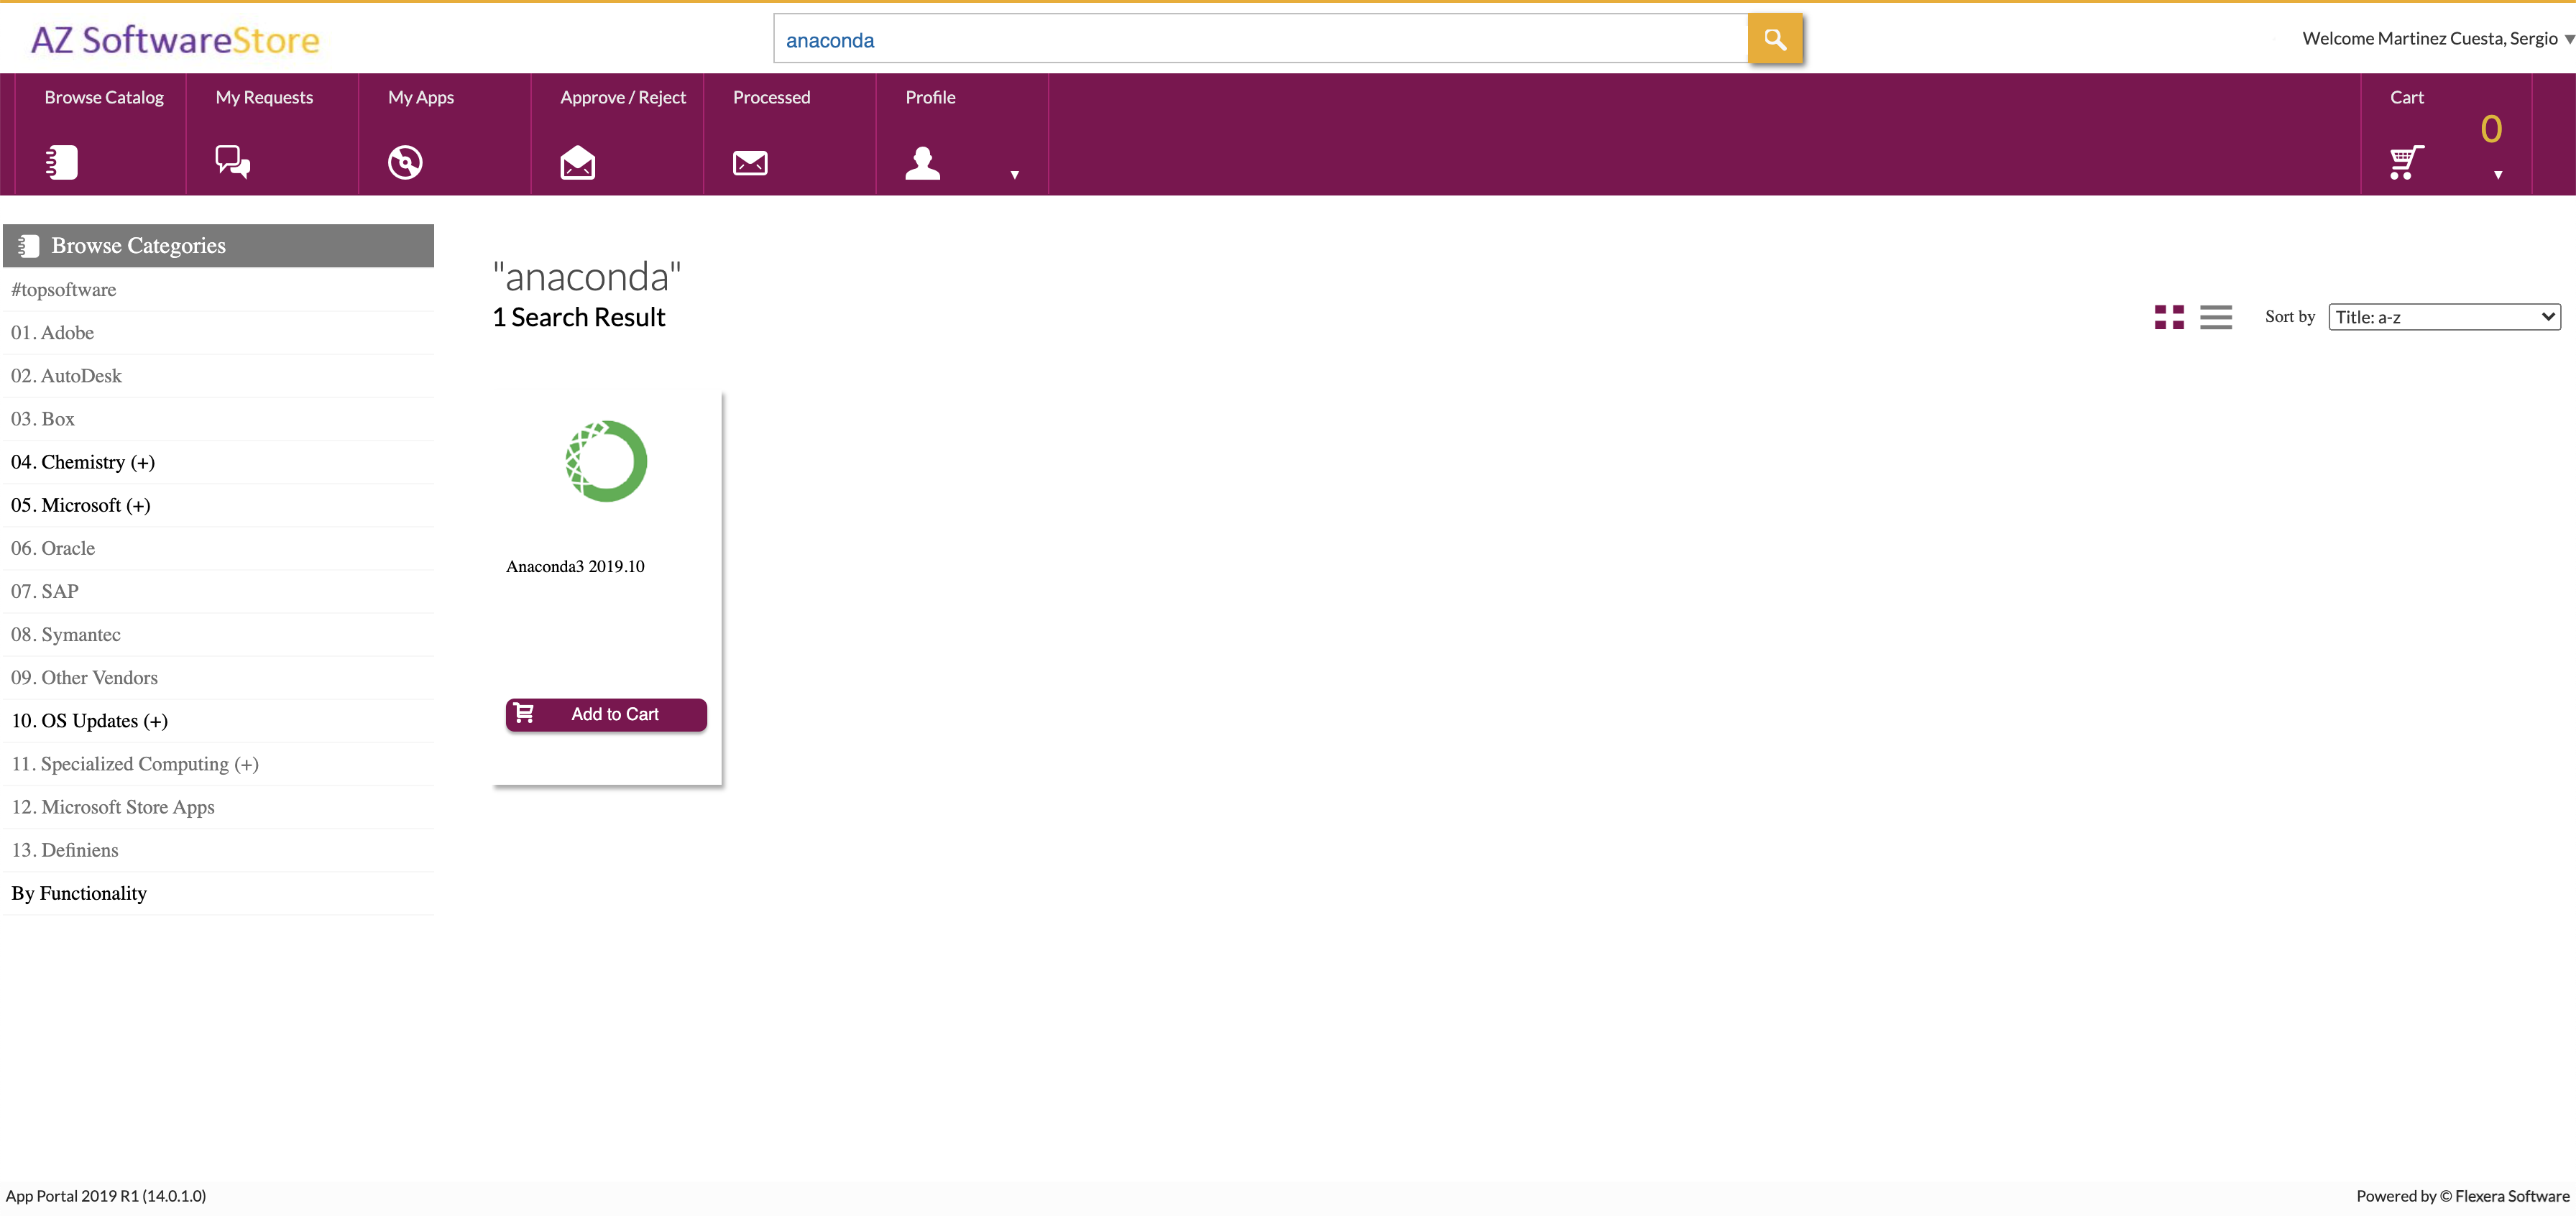 AZ SoftwareStore
anaconda
Welcome Martinez Cuesta, Sergio
Browse Catalog
My Requests
My Apps
Approve / Reject
Processed
Profile
Cart
0
Browse Categories
#topsoftware
01. Adobe
02. AutoDesk
03. Box
04. Chemistry (+)
05. Microsoft (+)
06. Oracle
07. SAP
08. Symantec
09. Other Vendors
10. OS Updates (+)
11. Specialized Computing (+)
12. Microsoft Store Apps
13. Definiens
By Functionality
"anaconda"
1 Search Result
Sort by
Title: a-z
Anaconda3 2019.10
Add to Cart
App Portal 2019 R1 (14.0.1.0)
Powered by © Flexera Software